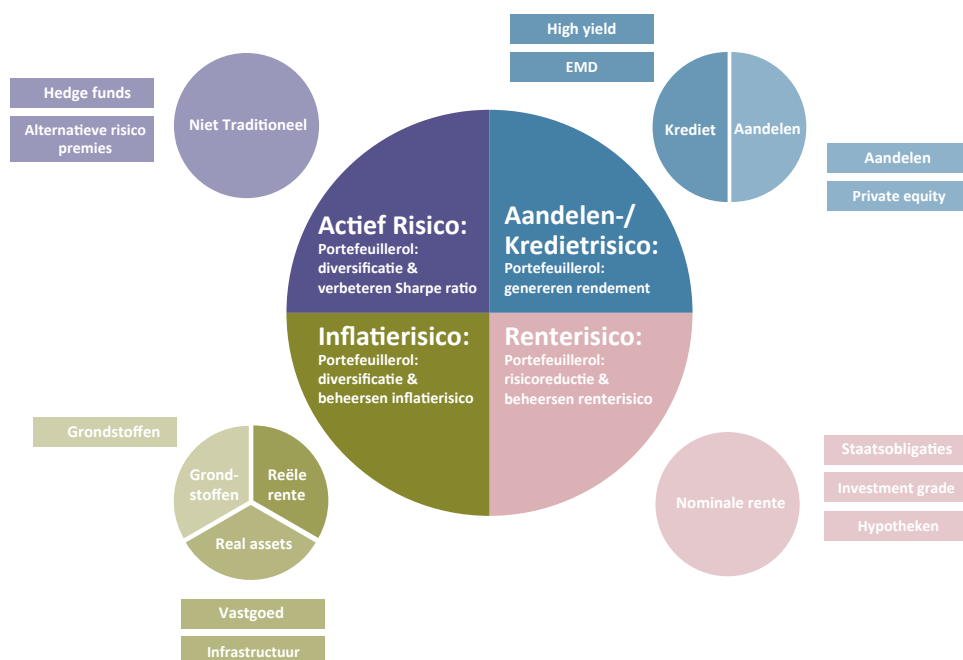 High yield
EMD
Hedge funds
Alternatieve risico
premies
Niet Traditioneel
Krediet
Aandelen
Aandelen
Private equity
Actief Risico:
Portefeuillerol:
diversificatie &
verbeteren Sharpe ratio
Aandelen-/
Kredietrisico:
Portefeuillerol:
genereren rendement
Inflatierisico:
Portefeuillerol:
diversificatie &
beheersen inflatierisico
Renterisico:
Portefeuillerol:
risicoreductie &
beheersen renterisico
Grondstoffen
Grond-
stoffen
Reële
rente
Real assets
Vastgoed
Infrastructuur
Nominale rente
Staatsobligaties
Investment grade
Hypotheken